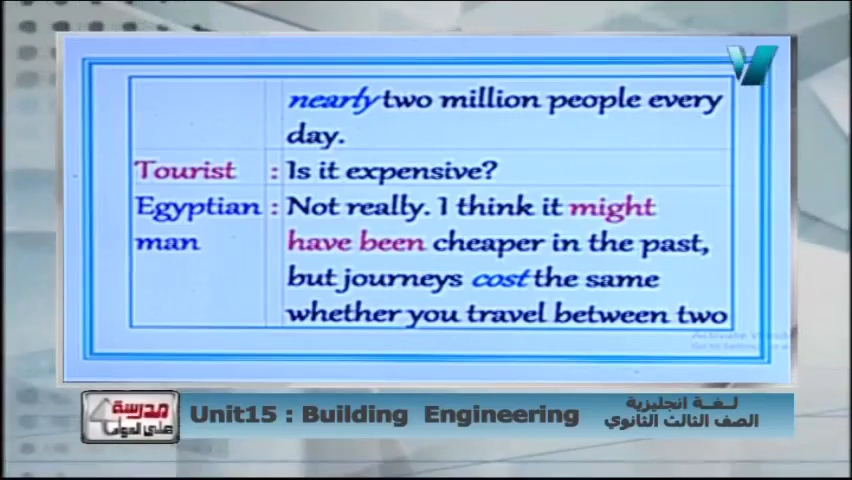 nearly two million people every
day.
Tourist : Is it expensive?
Egyptian : Not really. I think it might
man have been cheaper in the past,
but journeys cost the same
whether you travel between two
مدرسة
على الهواء
Unit15 : Building Engineering
لـغــة انجليزية
الصف الثالث الثانوي